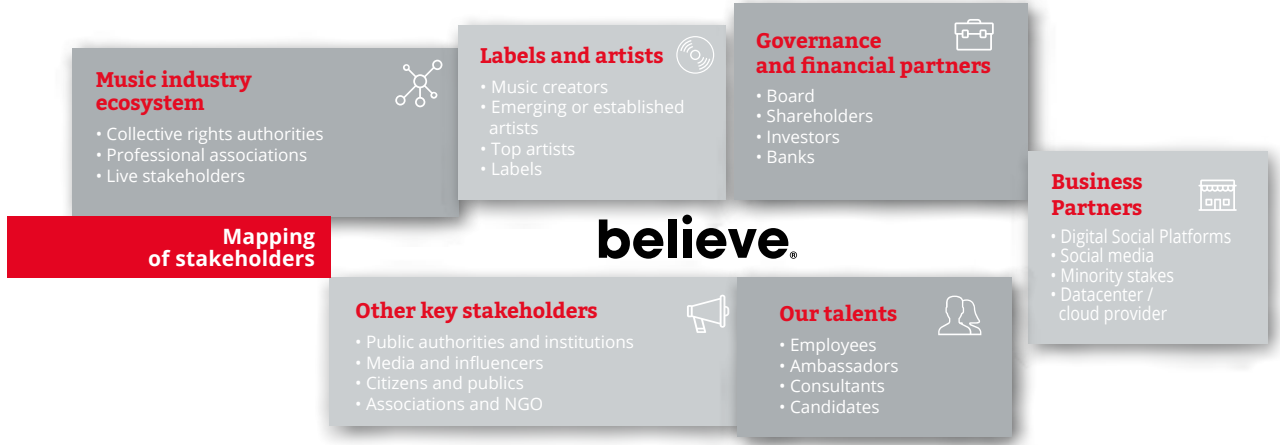 Music industry
ecosystem
• Collective rights authorities
• Professional associations
• Live stakeholders
Labels and artists
• Music creators
• Emerging or established
artists
• Top artists
• Labels
Governance
and financial partners
• Board
• Shareholders
• Investors
• Banks
Business
Partners
• Digital Social Platforms
• Social media
• Minority stakes
• Datacenter /
cloud provider
Mapping
of stakeholders
believe®
Other key stakeholders
• Public authorities and institutions
• Media and influencers
• Citizens and publics
• Associations and NGO
Our talents
• Employees
• Ambassadors
• Consultants
• Candidates